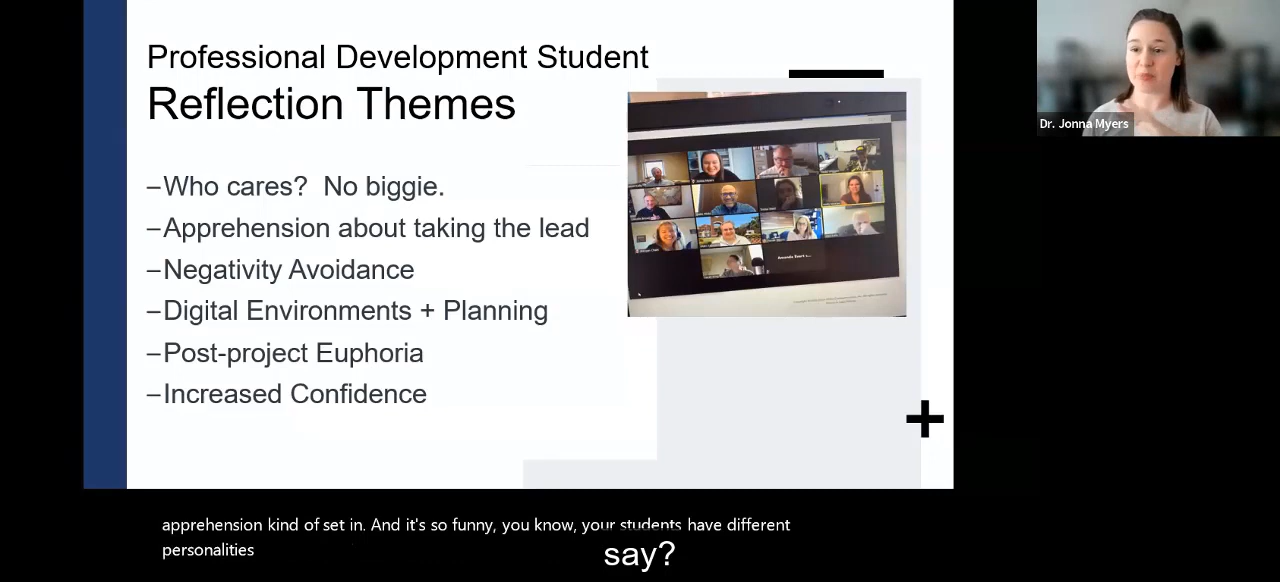 Professional Development Student
Reflection Themes
–Who cares?  No biggie.
–Apprehension about taking the lead
–Negativity Avoidance
–Digital Environments + Planning
–Post-project Euphoria
–Increased Confidence
Dr. Jonna Myers
apprehension kind of set in. And it's so funny, you know, your students have different
personalities
say?